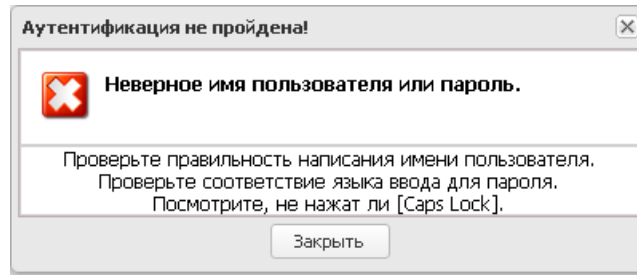 Аутентификация не пройдена!
Неверное имя пользователя или пароль.
Проверьте правильность написания имени пользователя.
Проверьте соответствие языка ввода для пароля.
Посмотрите, не нажат ли [Caps Lock].
Закрыть